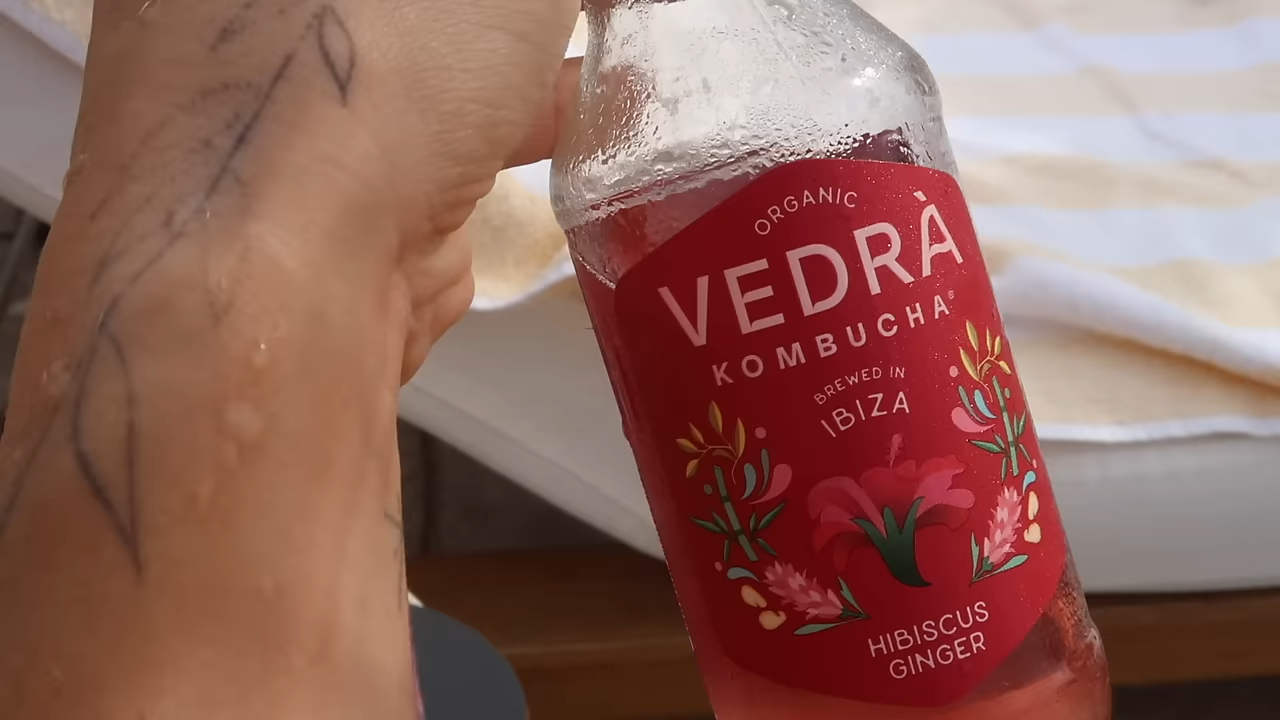 ORGANIC
VEDRÀ
KOMBUCHA®
BREWED IN
IBIZA
HIBISCUS
GINGER